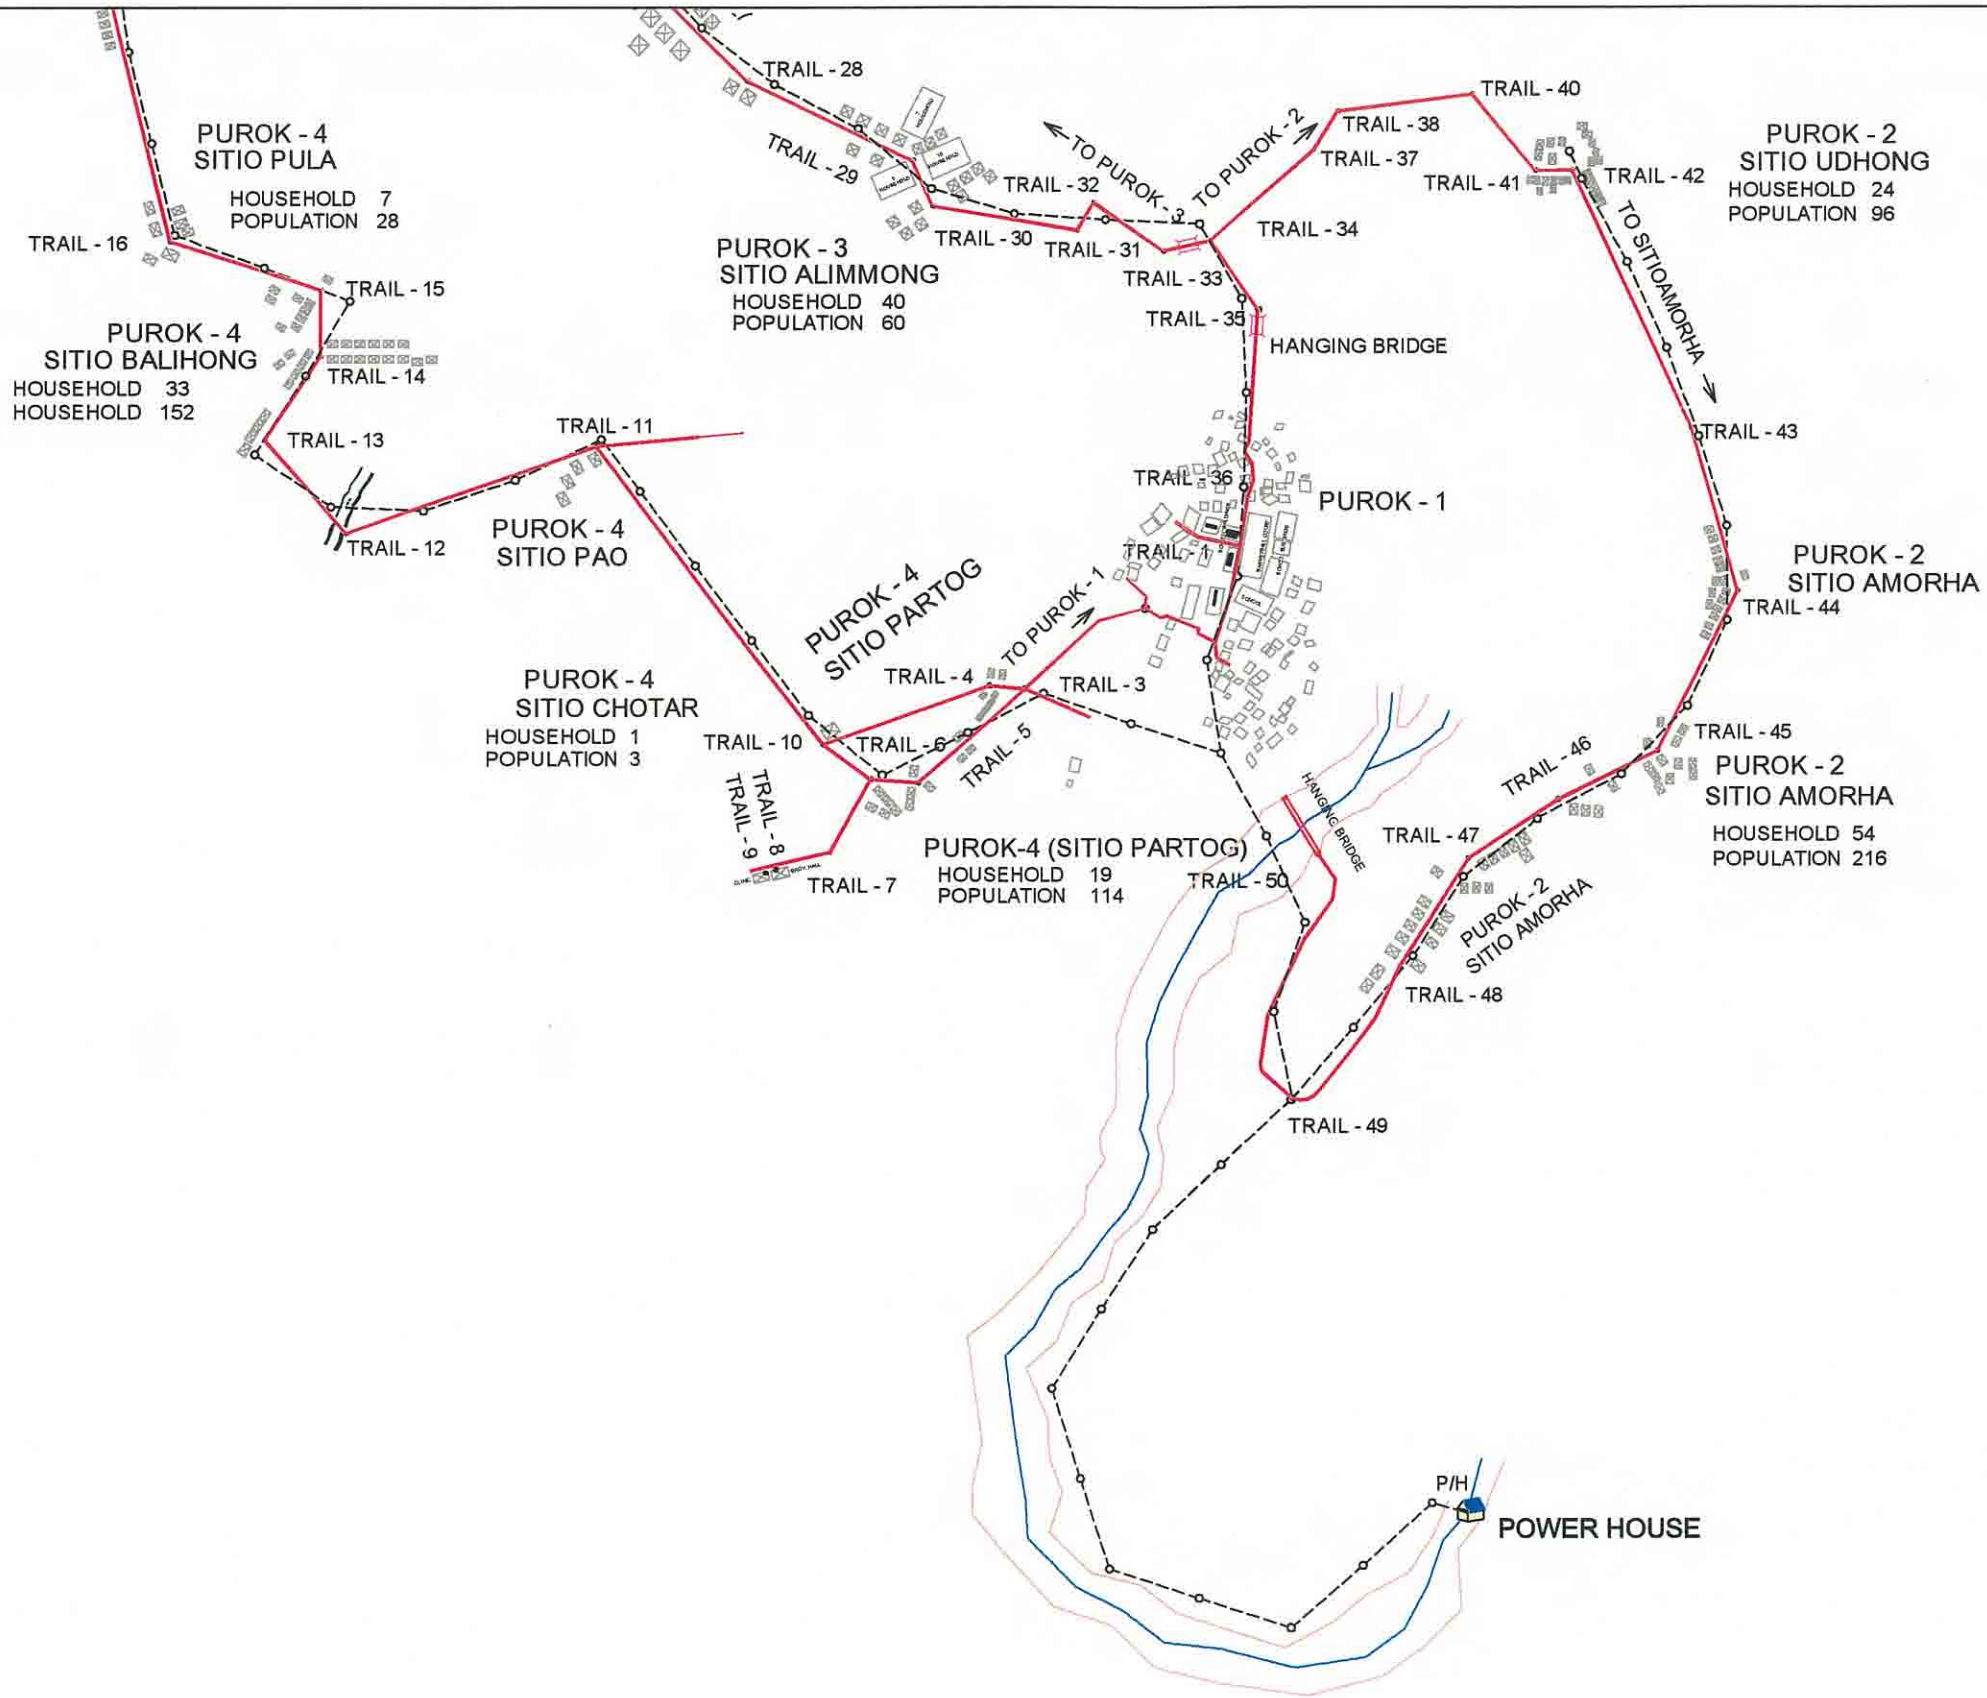 TRAIL - 28
TRAIL - 40
TRAIL - 38
TRAIL - 37
PUROK - 4
SITIO PULA
HOUSEHOLD 7
POPULATION 28
TRAIL - 29
TRAIL - 32
TO PUROK - 3
TO PUROK - 2
TRAIL - 41
TRAIL - 42
PUROK - 2
SITIO UDHONG
HOUSEHOLD 24
POPULATION 96
TO SITIOAMORHA
TRAIL - 16
TRAIL - 30
TRAIL - 31
TRAIL - 34
TRAIL - 33
TRAIL - 35
HANGING BRIDGE
PUROK - 3
SITIO ALIMMONG
HOUSEHOLD 40
POPULATION 60
TRAIL - 15
PUROK - 4
SITIO BALIHONG
HOUSEHOLD 33
HOUSEHOLD 152
TRAIL - 14
TRAIL - 13
TRAIL - 11
TRAIL - 43
TRAIL - 36
PUROK - 1
TRAIL - 12
PUROK - 4
SITIO PAO
TRAIL - 1
PUROK - 4
SITIO PARTOG
TO PUROK - 1
PUROK - 2
SITIO AMORHA
TRAIL - 44
PUROK - 4
SITIO CHOTAR
HOUSEHOLD 1
POPULATION 3
TRAIL - 4
TRAIL - 3
TRAIL - 10
TRAIL - 6
TRAIL - 5
TRAIL - 8
TRAIL - 9
TRAIL - 7
TRAIL - 45
TRAIL - 46
PUROK - 2
SITIO AMORHA
HOUSEHOLD 54
POPULATION 216
HANGING BRIDGE
TRAIL - 47
PUROK-4 (SITIO PARTOG)
HOUSEHOLD 19
POPULATION 114
TRAIL - 50
PUROK - 2
SITIO AMORHA
TRAIL - 48
TRAIL - 49
P/H
POWER HOUSE